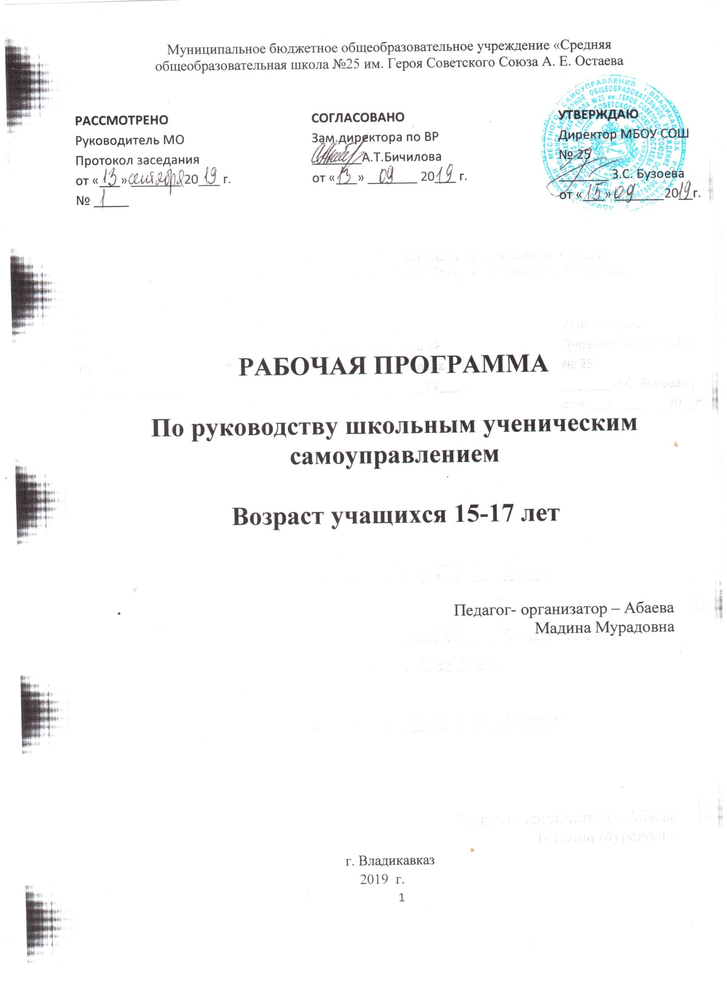 Муниципальное бюджетное общеобразовательное учреждение «Средняя
общеобразовательная школа №25 им. Героя Советского Союза А. Е. Остаева
РАССМОТРЕНО
Руководитель МО
Протокол заседания
от «13» сентября 2019 г.
№ 1
СОГЛАСОВАНО
Зам.директора по ВР
А.Т.Бичилова
от «13» 09 2019 г.
УТВЕРЖДАЮ
Директор МБОУ СОШ
№ 25
З.С. Бузоева
от «15» 09 2019 г.
РАБОЧАЯ ПРОГРАММА
По руководству школьным ученическим
самоуправлением
Возраст учащихся 15-17 лет
Педагог- организатор – Абаева
Мадина Мурадовна
г. Владикавказ
2019 г.
1